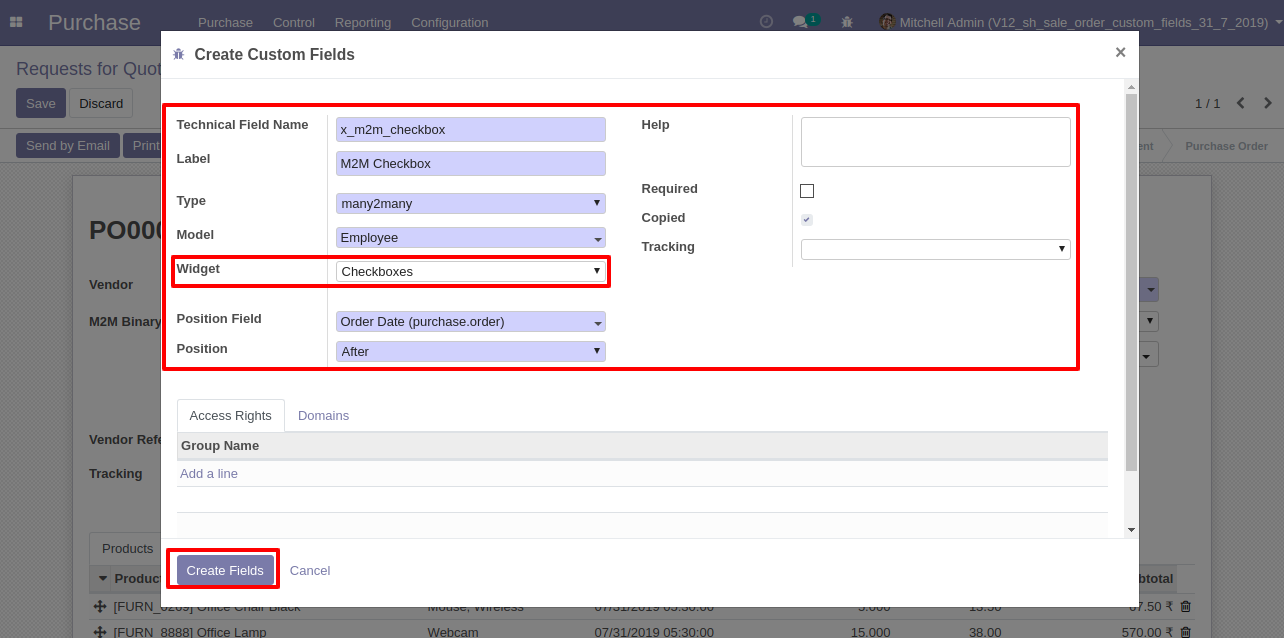 Purchase Purchase Control Reporting Configuration 1 Mitchell Admin (V12_sh_sale_order_custom_fields_31_7_2019)
Requests for Quot
Create Custom Fields ×
Save Discard 1 / 1
Send by Email Print Purchase Order
Technical Field Name x_m2m_checkbox Help
Label M2M Checkbox
Type many2many Required
Model Employee Copied
Widget Checkboxes Tracking
Position Field Order Date (purchase.order)
Position After
PO000
Vendor
M2M Binary
Vendor Refe
Tracking
Access Rights Domains
Group Name
Add a line
Create Fields Cancel
Products
Produc btotal
[FURN_0269] Office Chair Black Mouse, Wireless 07/31/2019 05:30:00 5.000 13.50 67.50 ₹
[FURN_8888] Office Lamp Webcam 07/31/2019 05:30:00 15.000 38.00 570.00 ₹